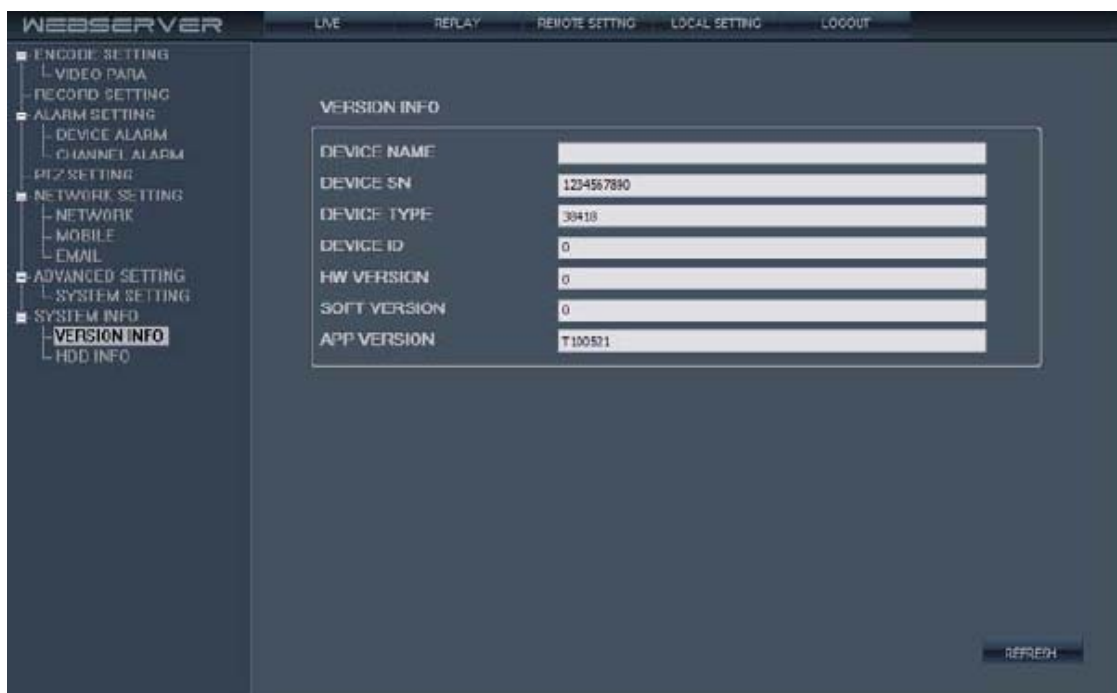 WEBSERVER
LIVE REPLAY REMOTE SETTING LOCAL SETTING LOGOUT
ENCODE SETTING
VIDEO PARA
RECORD SETTING
ALARM SETTING
DEVICE ALARM
CHANNEL ALARM
PTZ SETTING
NETWORK SETTING
NETWORK
MOBILE
EMAIL
ADVANCED SETTING
SYSTEM SETTING
SYSTEM INFO
VERSION INFO
HDD INFO
VERSION INFO
DEVICE NAME
DEVICE SN 1234567890
DEVICE TYPE 38418
DEVICE ID 0
HW VERSION 0
SOFT VERSION 0
APP VERSION T100521
REFRESH